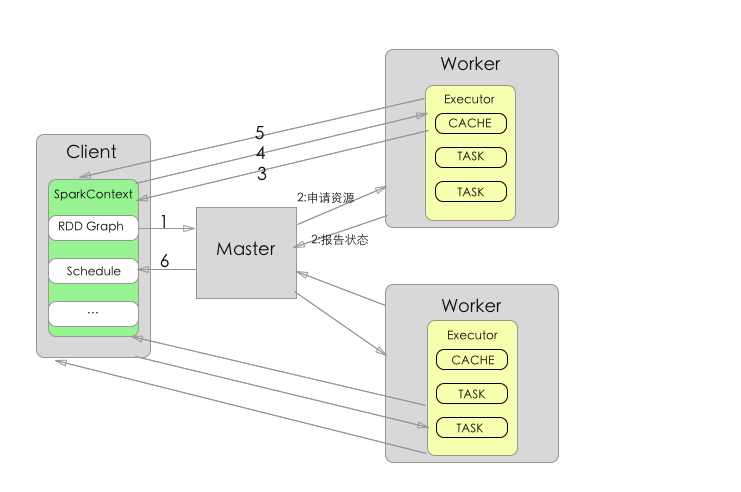 Worker
Executor
CACHE
TASK
TASK
5
4
3
Client
SparkContext
RDD Graph
Schedule
...
1
6
2:申请资源
2:报告状态
Master
Worker
Executor
CACHE
TASK
TASK